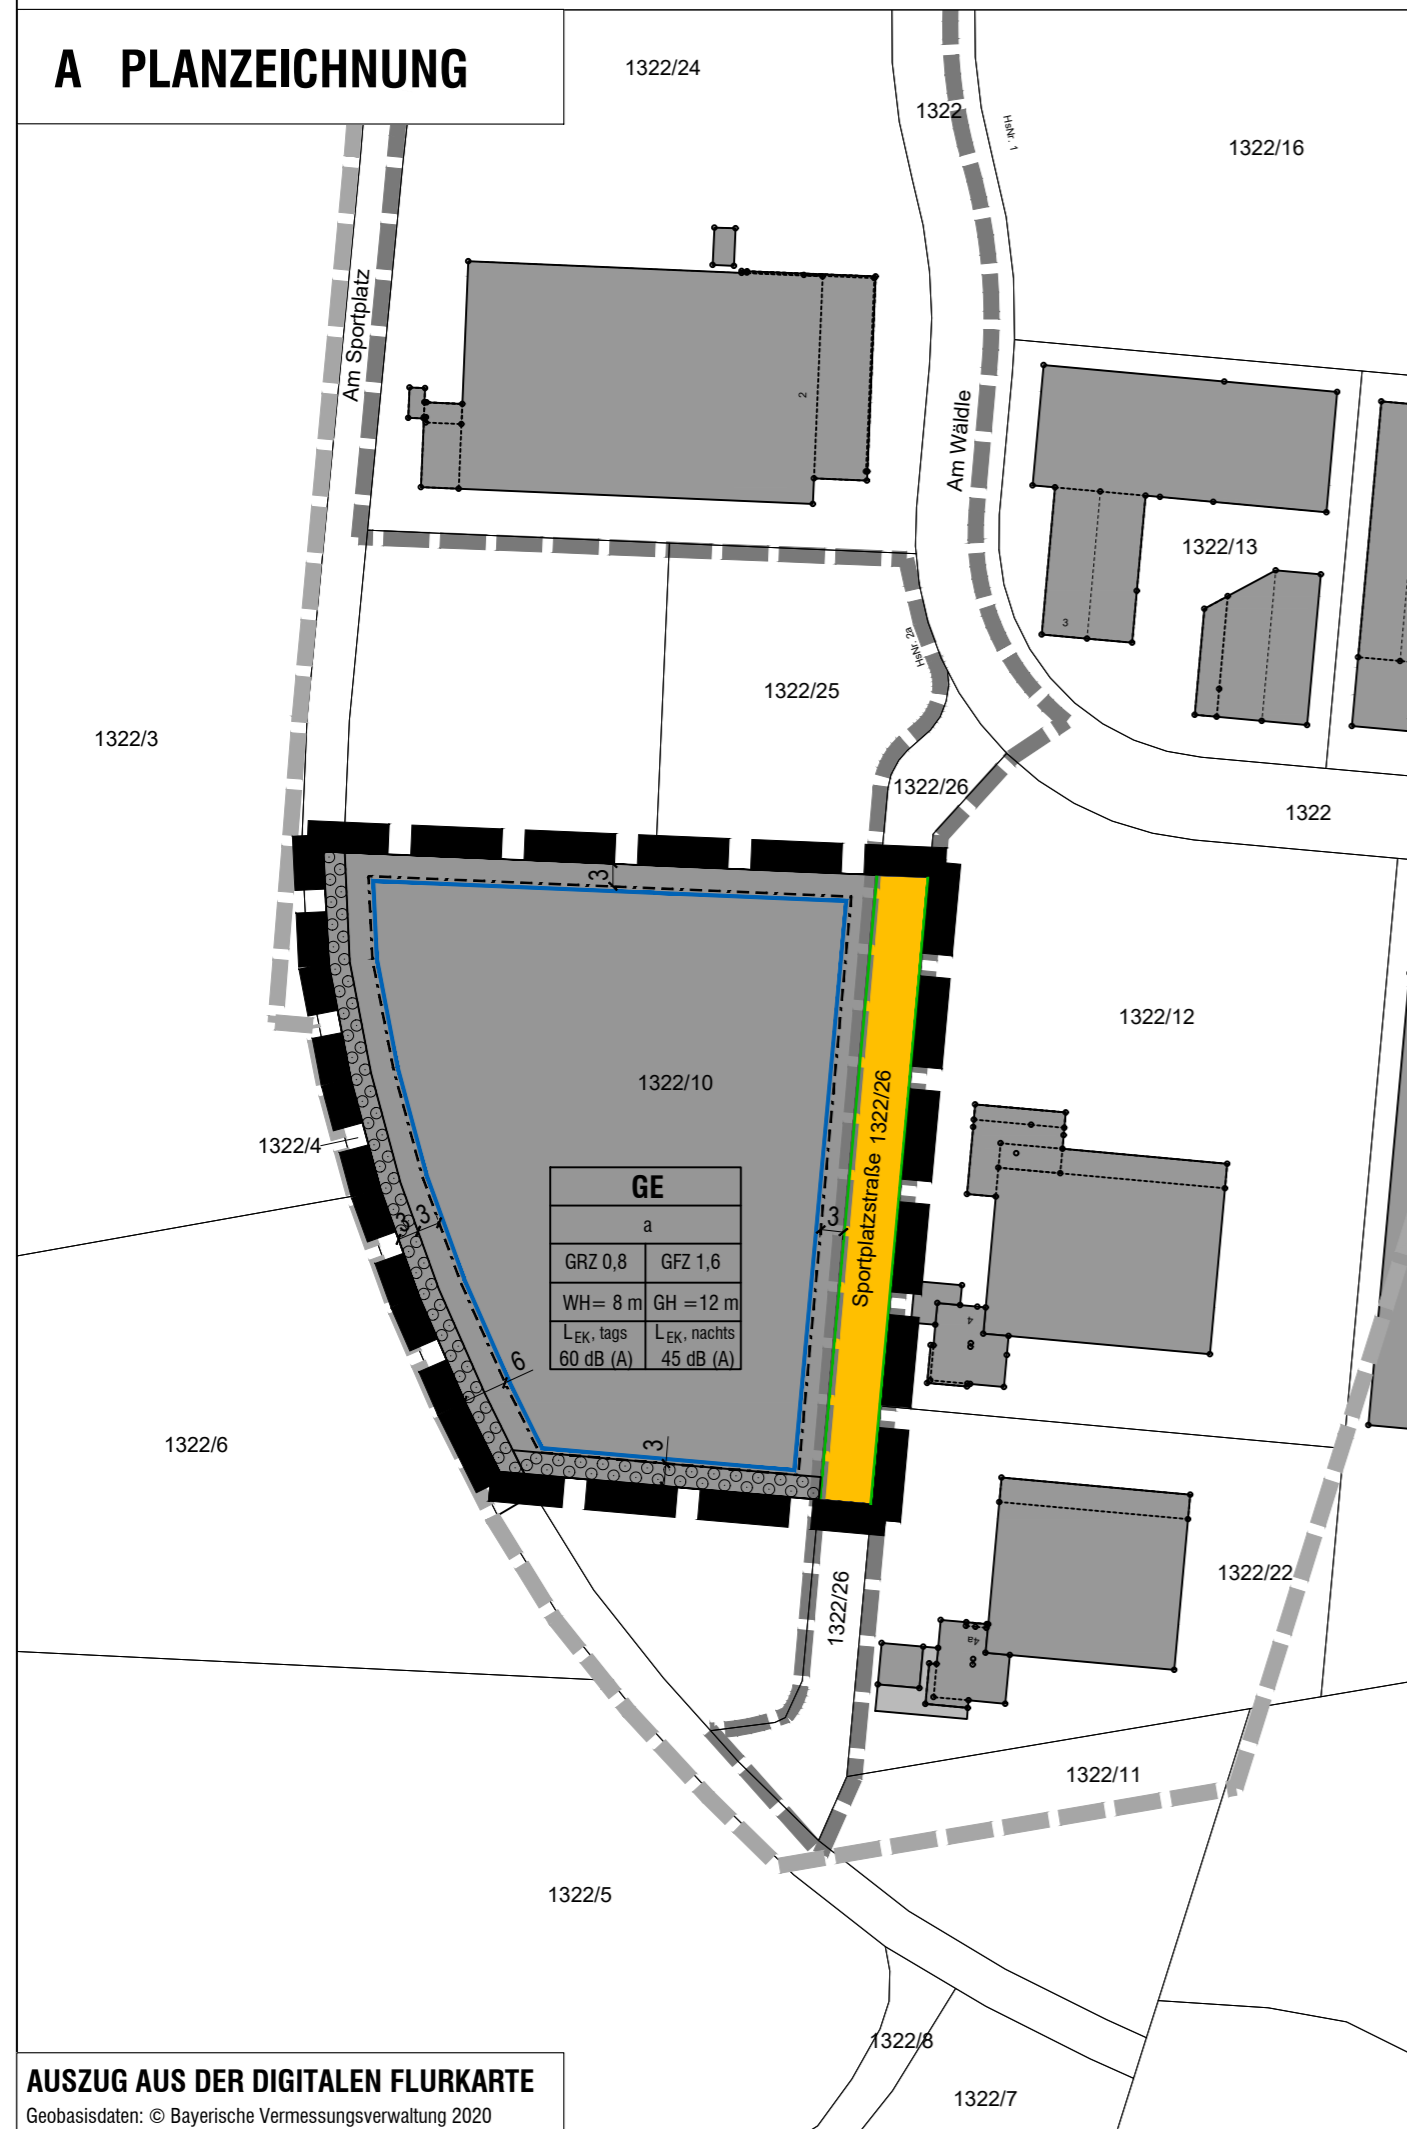 A PLANZEICHNUNG
1322/24
1322
HsNr. 1
1322/16
Am Sportplatz
2
Am Wäldle
1322/13
3
HsNr. 2a
1322/25
1322/3
1322/26
1322
3
1322/12
1322/10
Sportplatzstraße 1322/26
1322/4
GE
a
GRZ 0,8 GFZ 1,6
WH= 8 m GH =12 m
LEK, tags LEK, nachts
60 dB (A) 45 dB (A)
3 3
3
4
6
3
1322/6
1322/26
1322/22
4a
1322/11
1322/5
1322/8
1322/7
AUSZUG AUS DER DIGITALEN FLURKARTE
Geobasisdaten: © Bayerische Vermessungsverwaltung 2020